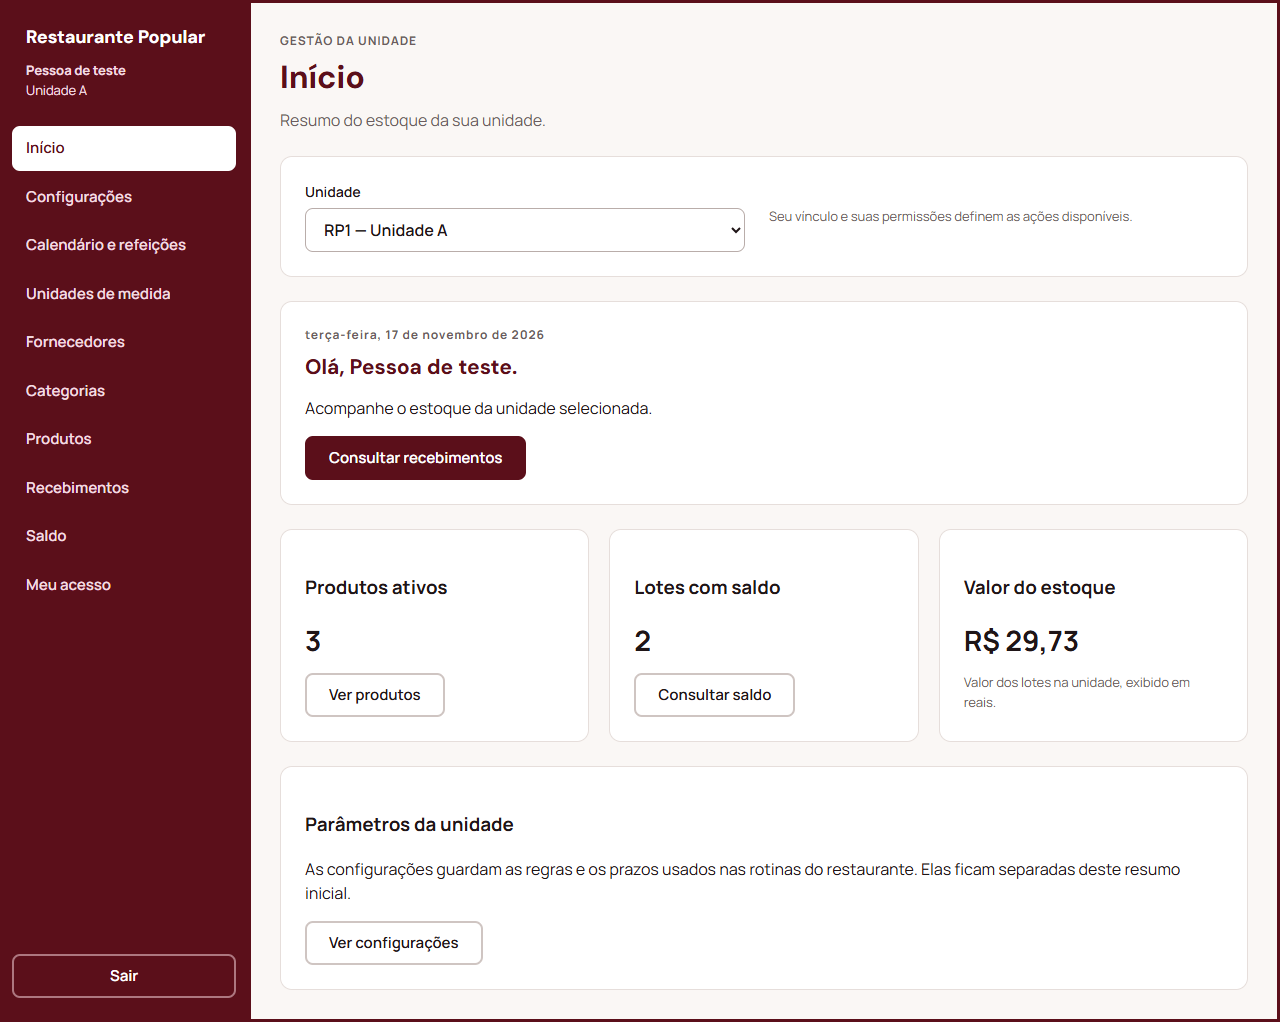 Restaurante Popular
Pessoa de teste
Unidade A
Início
Configurações
Calendário e refeições
Unidades de medida
Fornecedores
Categorias
Produtos
Recebimentos
Saldo
Meu acesso
Sair
GESTÃO DA UNIDADE
Início
Resumo do estoque da sua unidade.
Unidade
RP1 — Unidade A
Seu vínculo e suas permissões definem as ações disponíveis.
terça-feira, 17 de novembro de 2026
Olá, Pessoa de teste.
Acompanhe o estoque da unidade selecionada.
Consultar recebimentos
Produtos ativos
3
Ver produtos
Lotes com saldo
2
Consultar saldo
Valor do estoque
R$ 29,73
Valor dos lotes na unidade, exibido em
reais.
Parâmetros da unidade
As configurações guardam as regras e os prazos usados nas rotinas do restaurante. Elas ficam separadas deste resumo
inicial.
Ver configurações